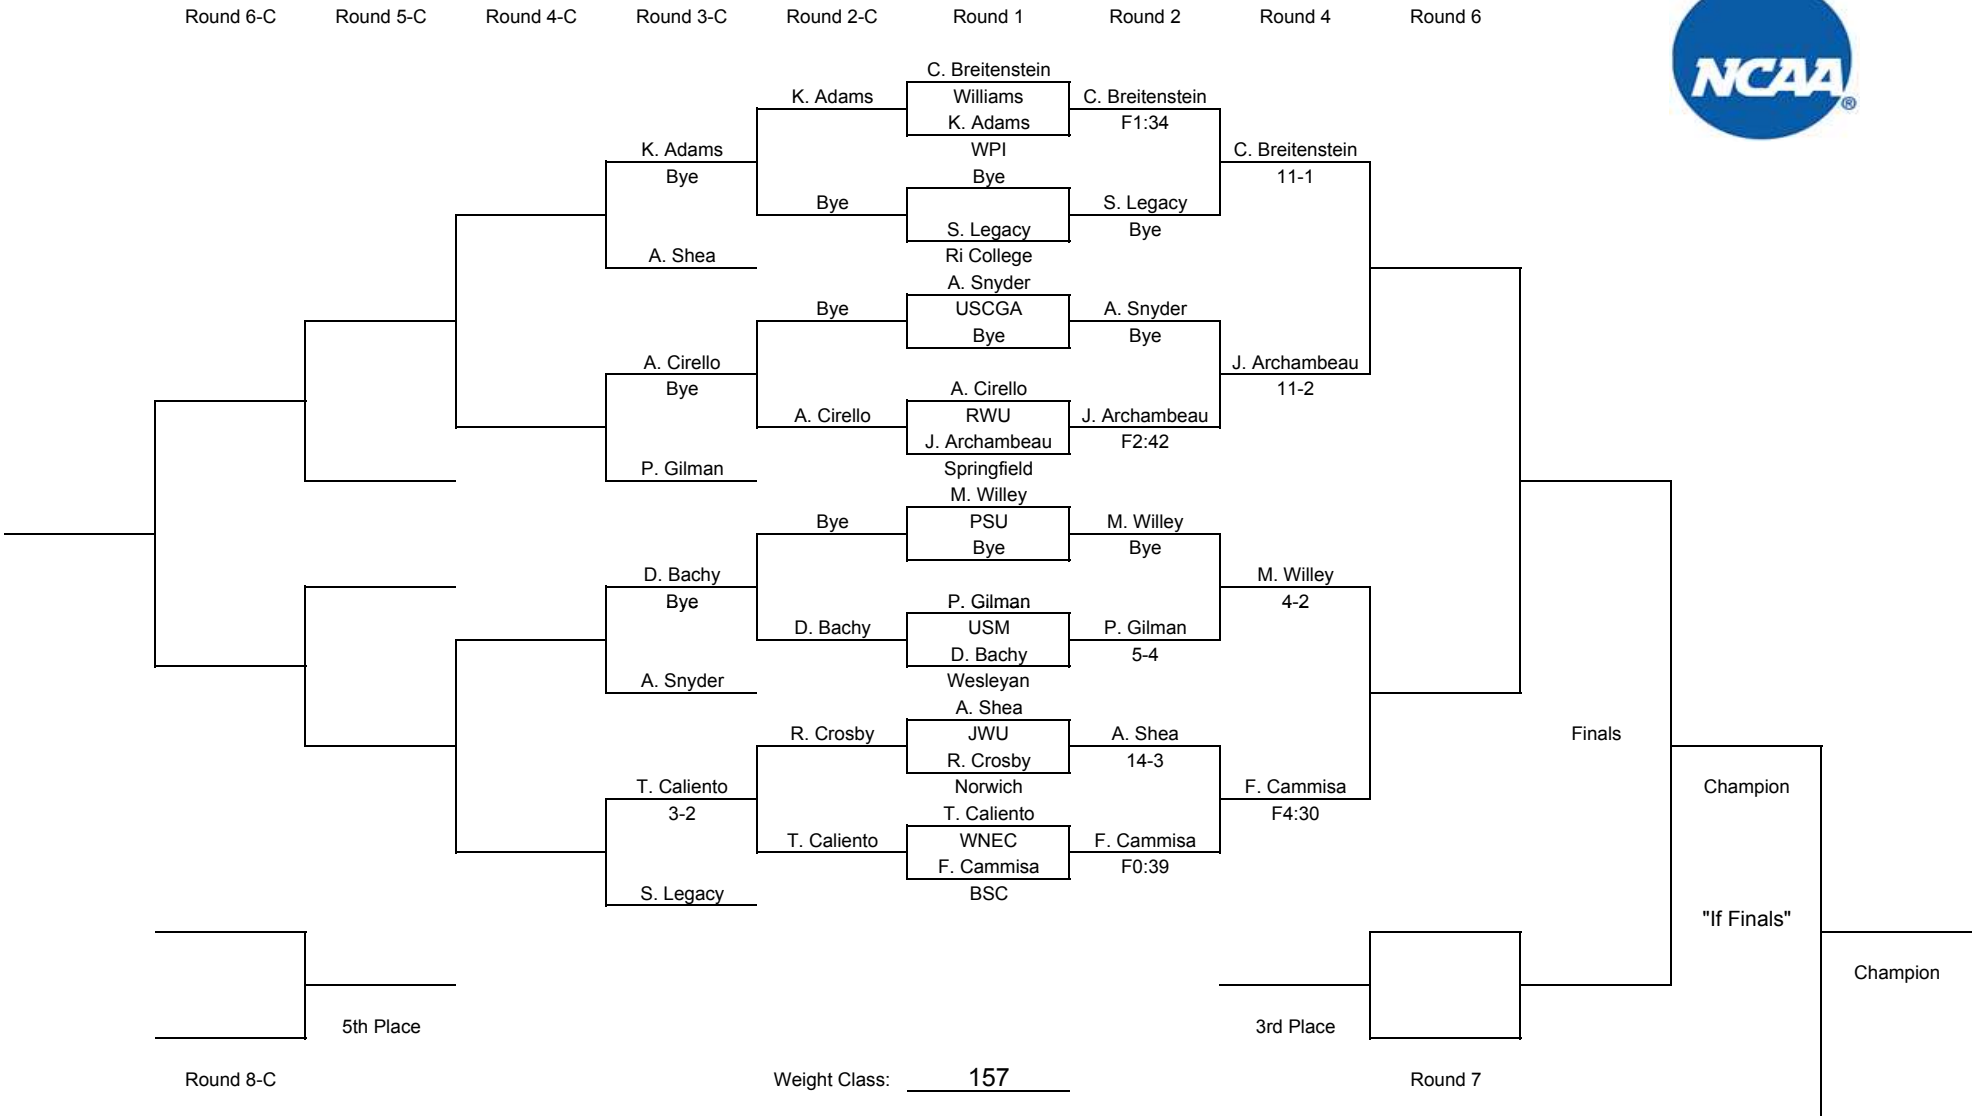 Round 6-C Round 5-C Round 4-C Round 3-C Round 2-C Round 1 Round 2 Round 4 Round 6
NCAA®
C. Breitenstein
K. Adams Williams C. Breitenstein
K. Adams F1:34
K. Adams WPI C. Breitenstein
Bye Bye 11-1
Bye S. Legacy
S. Legacy Bye
A. Shea Ri College
A. Snyder
Bye USCGA A. Snyder
Bye Bye
A. Cirello J. Archambeau
Bye A. Cirello 11-2
A. Cirello RWU J. Archambeau
J. Archambeau F2:42
P. Gilman Springfield
M. Willey
Bye PSU M. Willey
Bye Bye
D. Bachy M. Willey
Bye P. Gilman 4-2
D. Bachy USM P. Gilman
D. Bachy 5-4
A. Snyder Wesleyan
A. Shea
R. Crosby JWU A. Shea Finals
R. Crosby 14-3
T. Caliento Norwich F. Cammisa Champion
3-2 T. Caliento F4:30
T. Caliento WNEC F. Cammisa
F. Cammisa F0:39
S. Legacy BSC
"If Finals"
Champion
5th Place 3rd Place
Round 8-C Weight Class: 157 Round 7